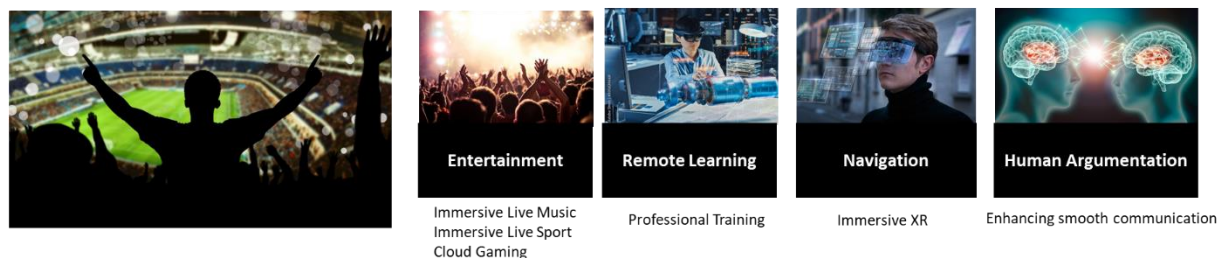 Entertainment
Remote Learning
Navigation
Human Argumentation
Immersive Live Music
Immersive Live Sport
Cloud Gaming
Professional Training
Immersive XR
Enhancing smooth communication